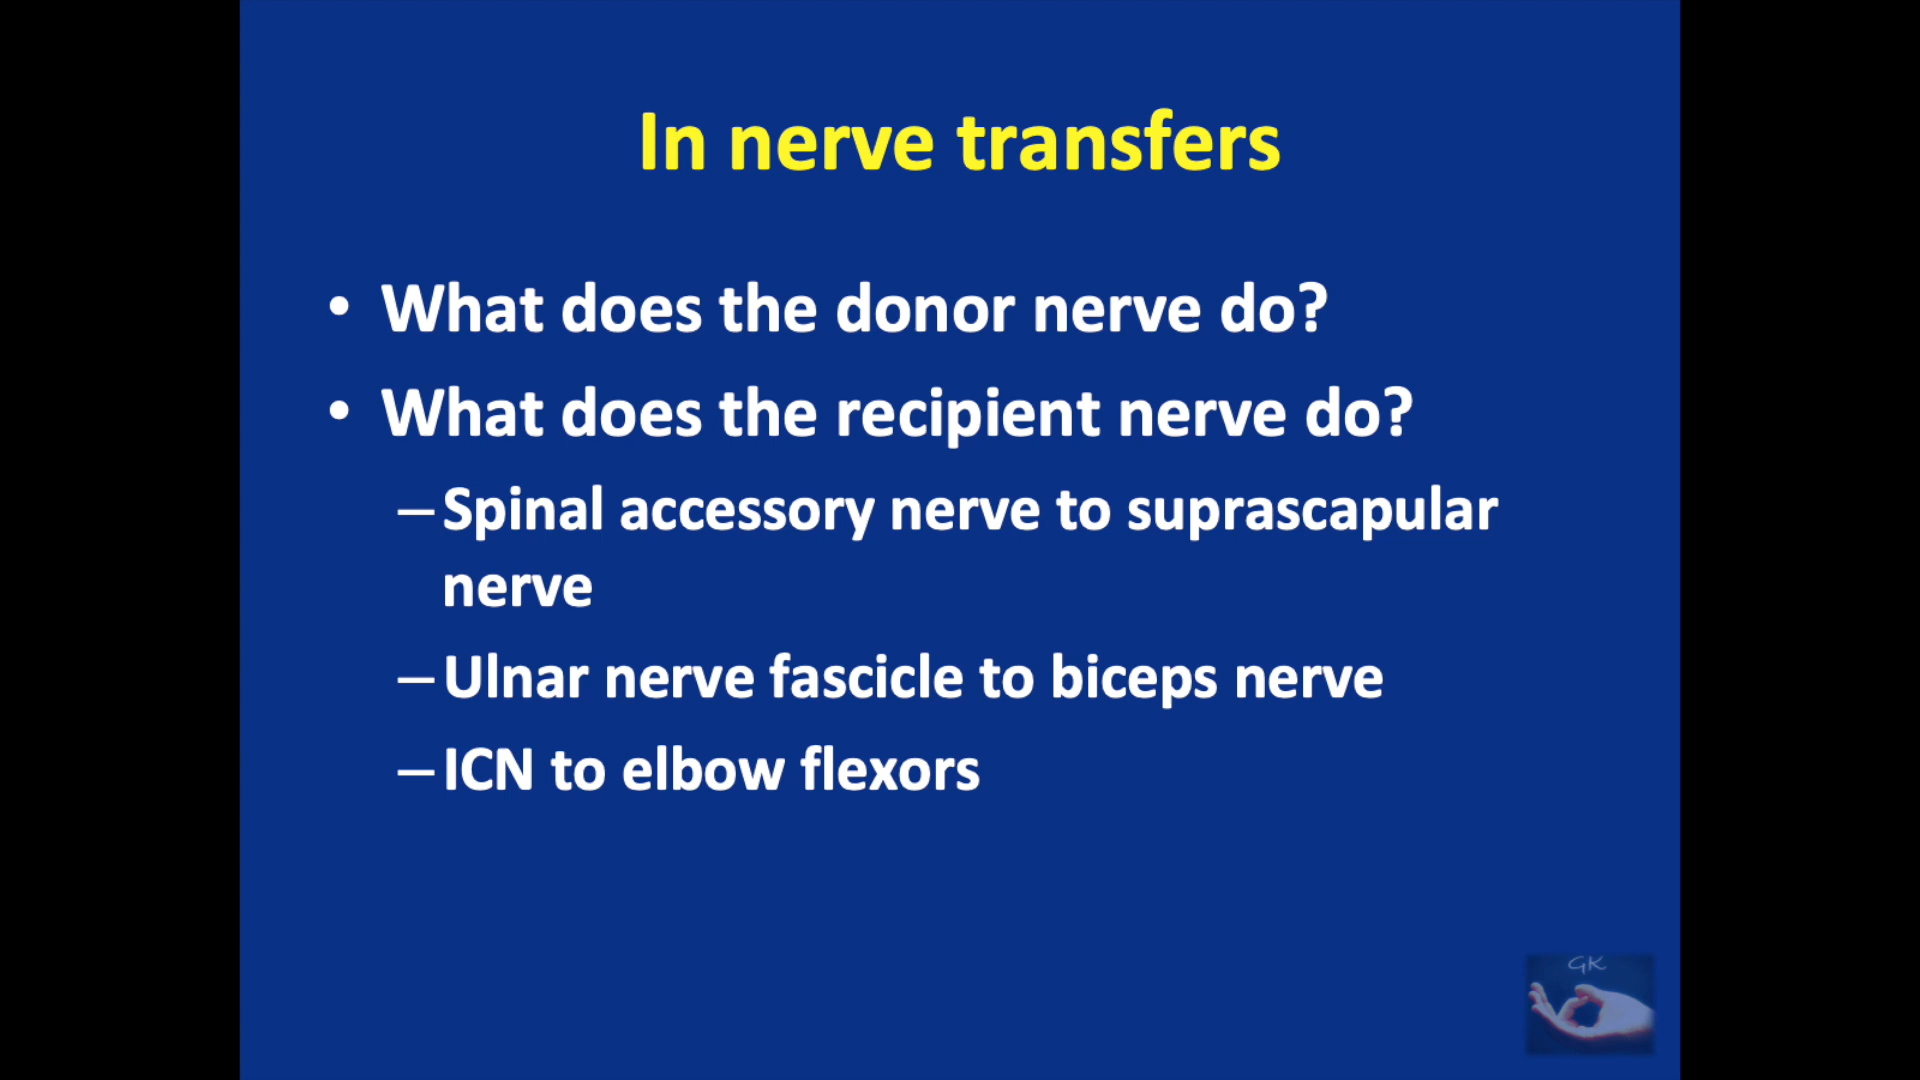 In nerve transfers
• What does the donor nerve do?
• What does the recipient nerve do?
– Spinal accessory nerve to suprascapular
nerve
– Ulnar nerve fascicle to biceps nerve
– ICN to elbow flexors
GK